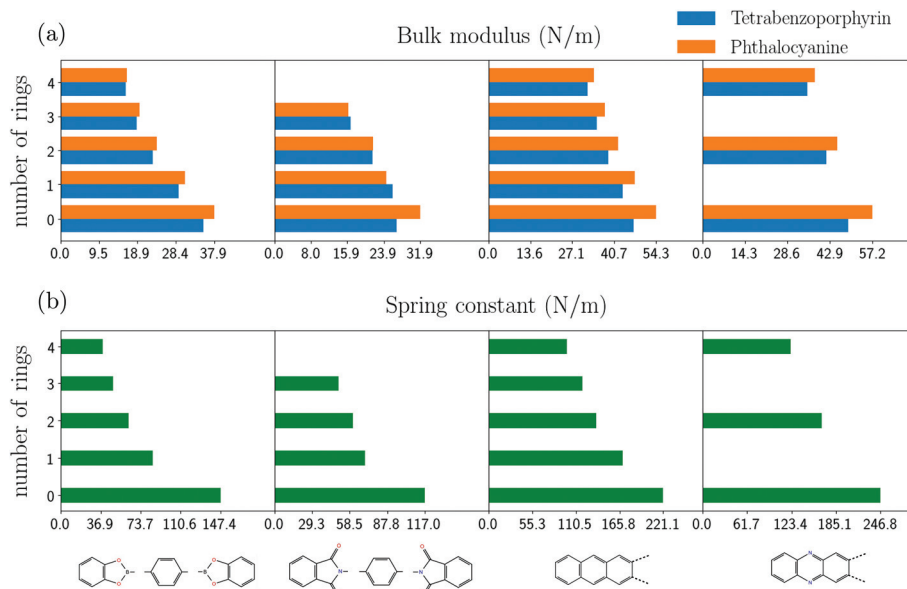 (a)
Bulk modulus (N/m)
Tetrabenzoporphyrin
Phthalocyanine
number of rings
4
3
2
1
0
0.0 9.5 18.9 28.4 37.9
0.0 8.0 15.9 23.9 31.9
0.0 13.6 27.1 40.7 54.3
0.0 14.3 28.6 42.9 57.2
(b)
Spring constant (N/m)
number of rings
4
3
2
1
0
0.0 36.9 73.7 110.6 147.4
0.0 29.3 58.5 87.8 117.0
0.0 55.3 110.5 165.8 221.1
0.0 61.7 123.4 185.1 246.8
O B O
B O O
O N
O N
N N